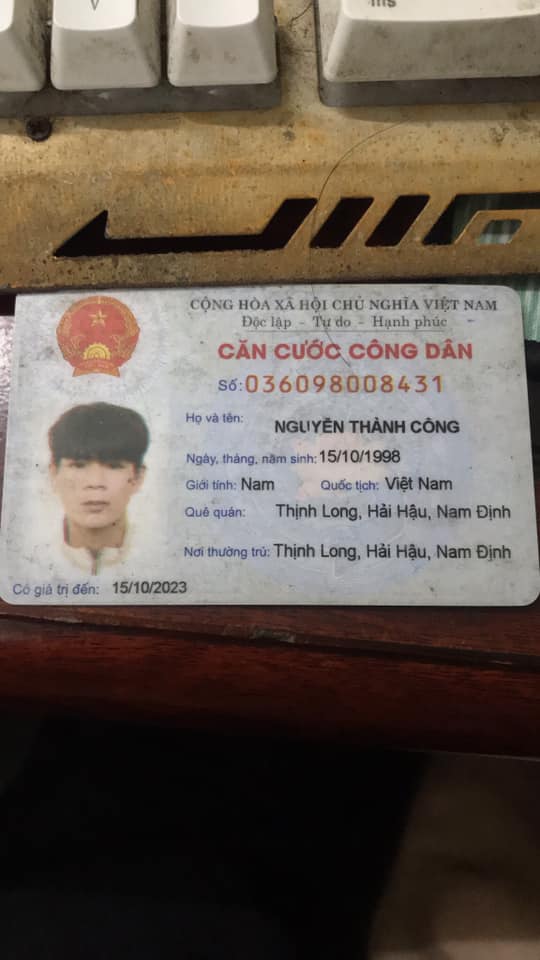 V
ms
CỘNG HÒA XÃ HỘI CHỦ NGHĨA VIỆT NAM
Độc lập - Tự do - Hạnh phúc
CĂN CƯỚC CÔNG DÂN
Số: 036098008431
Họ và tên: NGUYỄN THÀNH CÔNG
Ngày, tháng, năm sinh: 15/10/1998
Giới tính: Nam Quốc tịch: Việt Nam
Quê quán: Thịnh Long, Hải Hậu, Nam Định
Nơi thường trú: Thịnh Long, Hải Hậu, Nam Định
Có giá trị đến: 15/10/2023